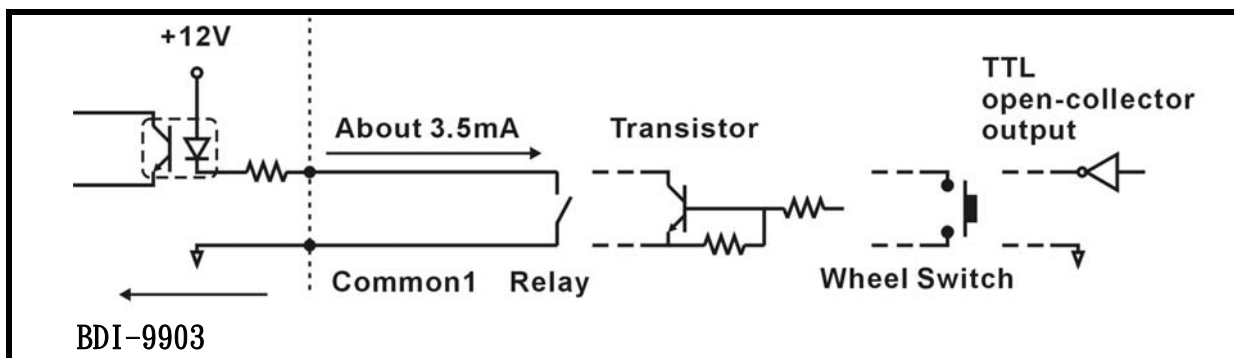 +12V
TTL
open-collector
output
About 3.5mA
Transistor
Common1
Relay
Wheel Switch
BDI-9903